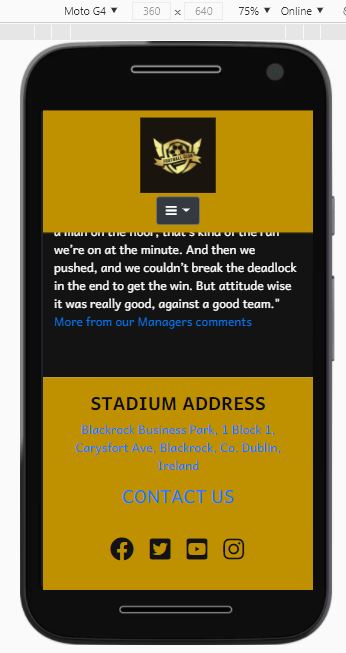 Moto G4 ▼ 360 × 640 75% ▼ Online ▼
FOOTBALL CLUB
a man on the floor, that's kind of the run
we're on at the minute. And then we
pushed, and we couldn't break the deadlock
in the end to get the win. But attitude wise
it was really good, against a good team."
More from our Managers comments
STADIUM ADDRESS
Blackrock Business Park, 1 Block 1,
Carysfort Ave, Blackrock, Co. Dublin,
Ireland
CONTACT US